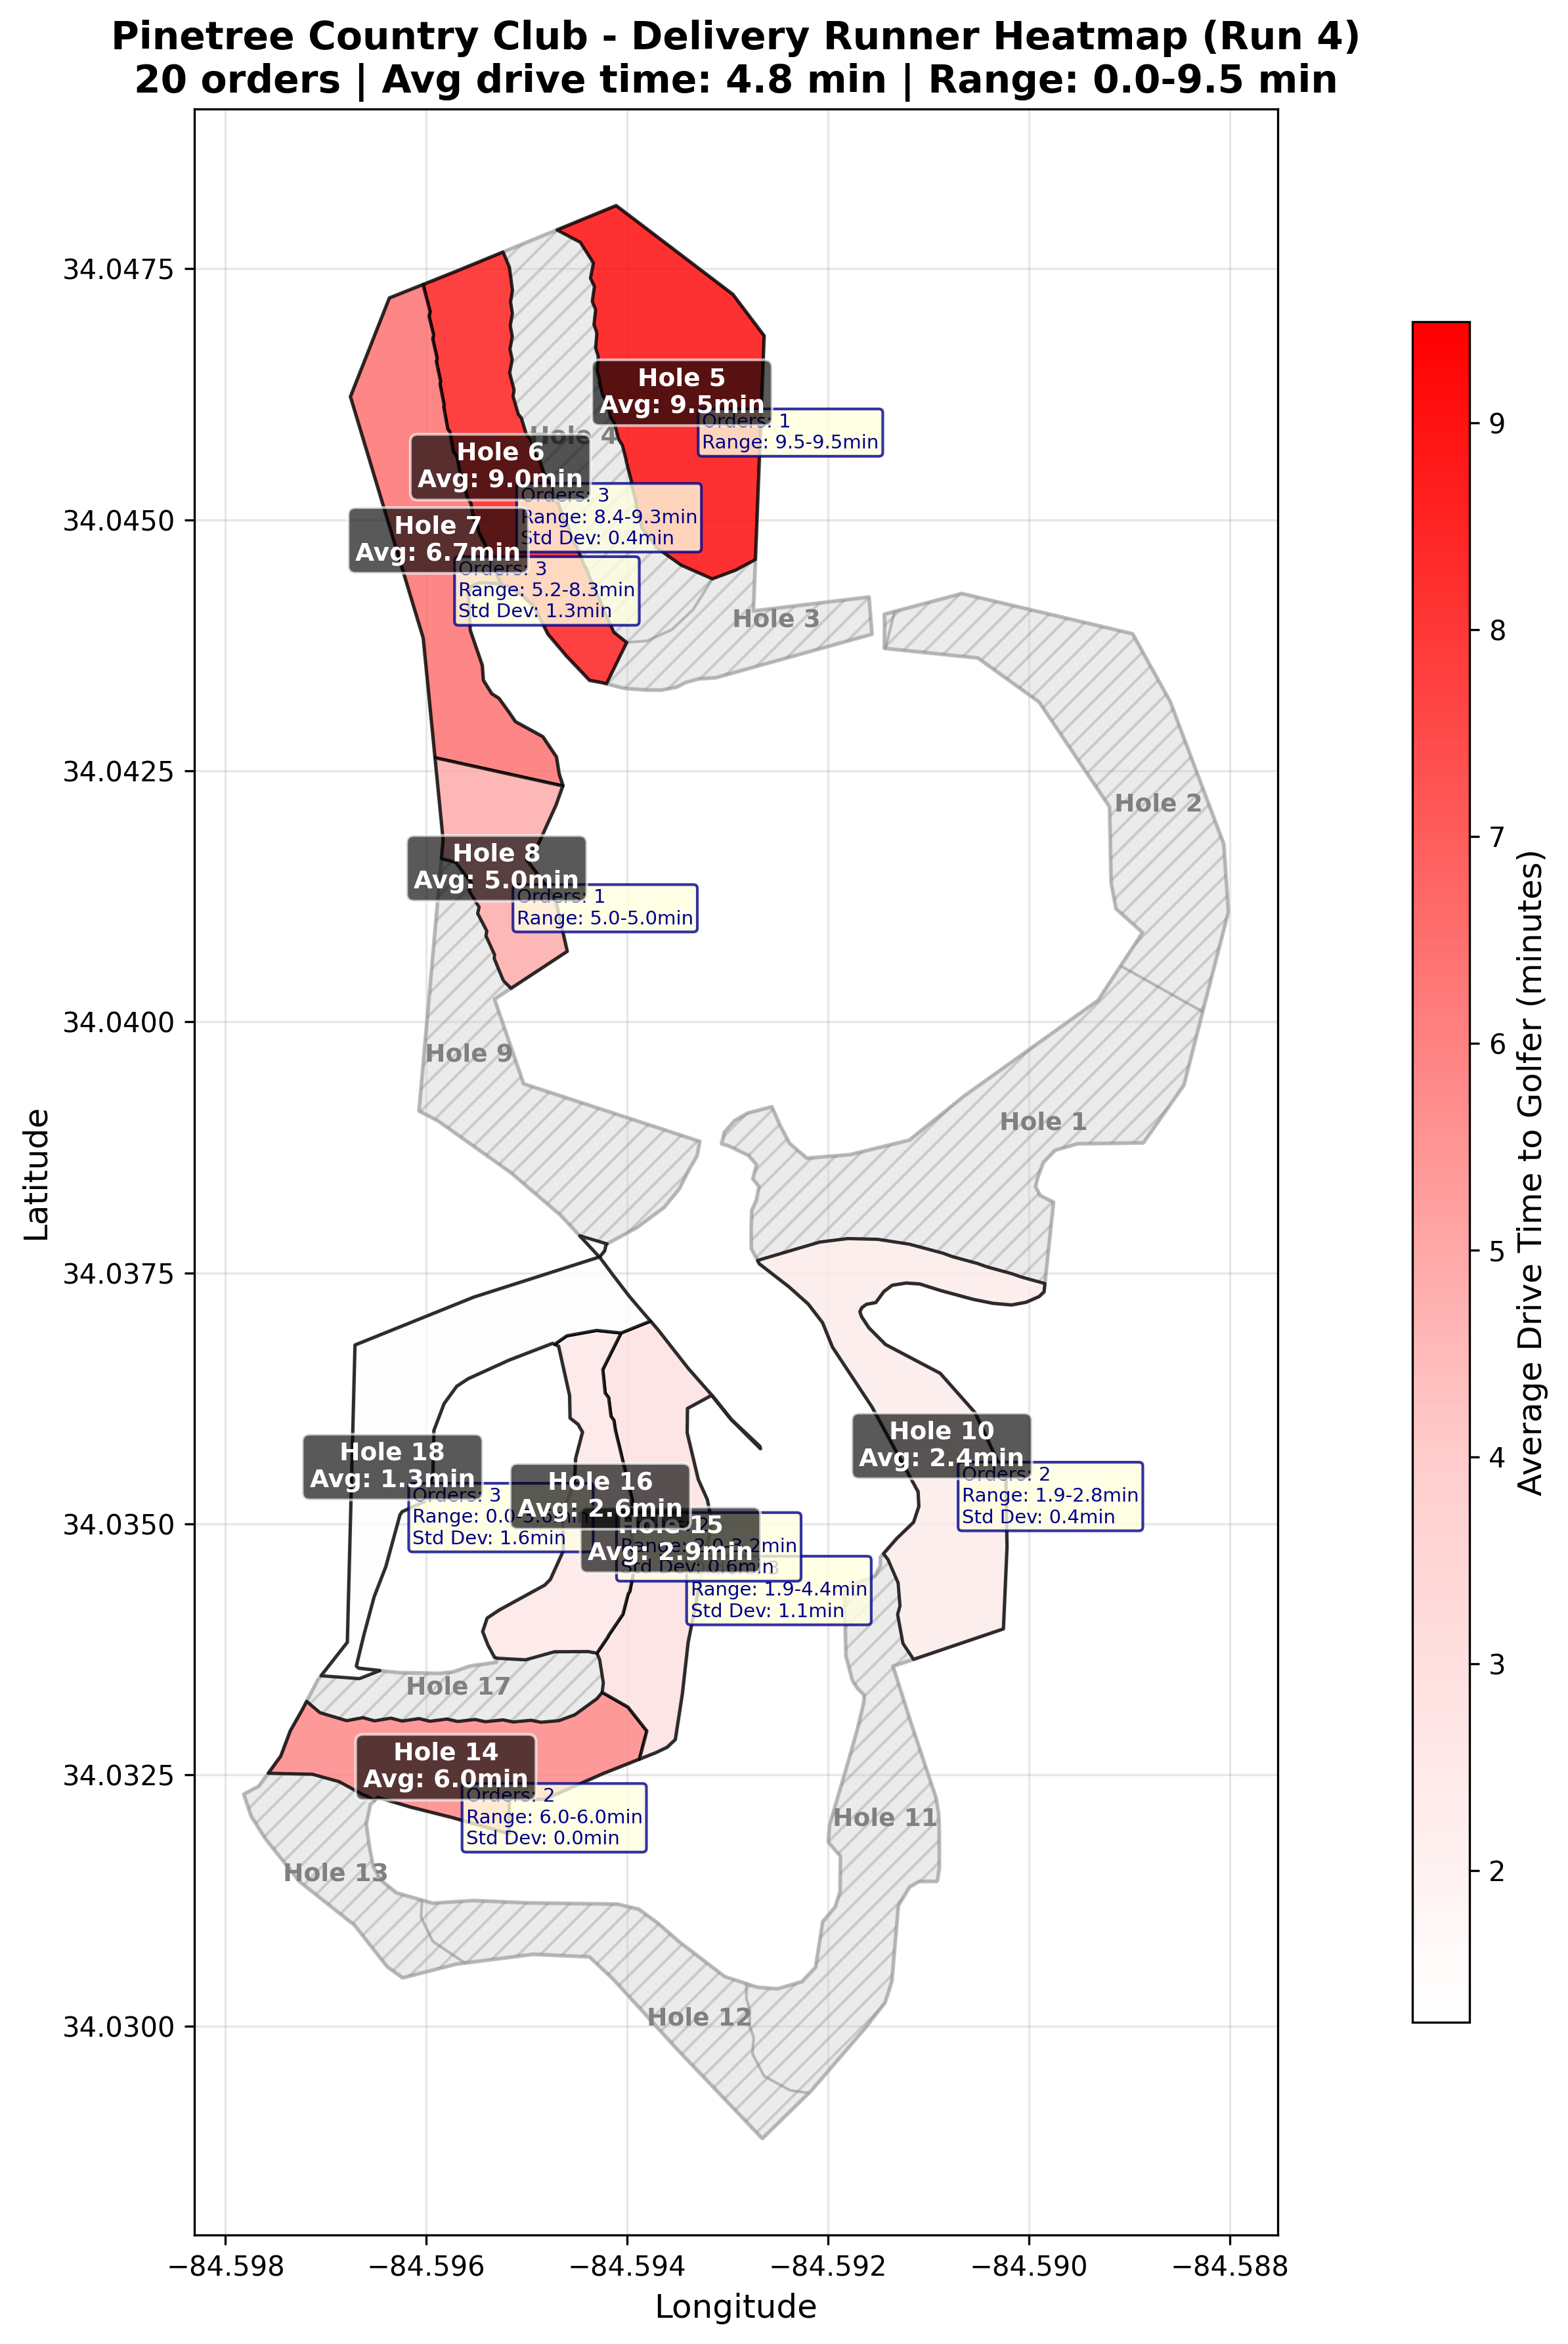 Pinetree Country Club - Delivery Runner Heatmap (Run 4)
20 orders | Avg drive time: 4.8 min | Range: 0.0-9.5 min
34.0475
34.0450
34.0425
34.0400
34.0375
34.0350
34.0325
34.0300
Latitude
Hole 5
Avg: 9.5min
Orders: 1
Range: 9.5-9.5min
Hole 4
Hole 6
Avg: 9.0min
Orders: 3
Range: 8.4-9.3min
Std Dev: 0.4min
Hole 7
Avg: 6.7min
Orders: 3
Range: 5.2-8.3min
Std Dev: 1.3min
Hole 3
Hole 2
Hole 8
Avg: 5.0min
Orders: 1
Range: 5.0-5.0min
Hole 9
Hole 1
Hole 10
Avg: 2.4min
Orders: 2
Range: 1.9-2.8min
Std Dev: 0.4min
Hole 18
Avg: 1.3min
Orders: 3
Range: 0.0-
Std Dev: 1.6min
Hole 16
Avg: 2.6min
Std Dev: 0.6min
Hole 15
Avg: 2.9min
Range: 1.9-4.4min
Std Dev: 1.1min
Hole 17
Hole 14
Avg: 6.0min
Orders: 2
Range: 6.0-6.0min
Std Dev: 0.0min
Hole 11
Hole 13
Hole 12
−84.598
−84.596
−84.594
−84.592
−84.590
−84.588
Longitude
9
8
7
6
5
4
3
2
Average Drive Time to Golfer (minutes)